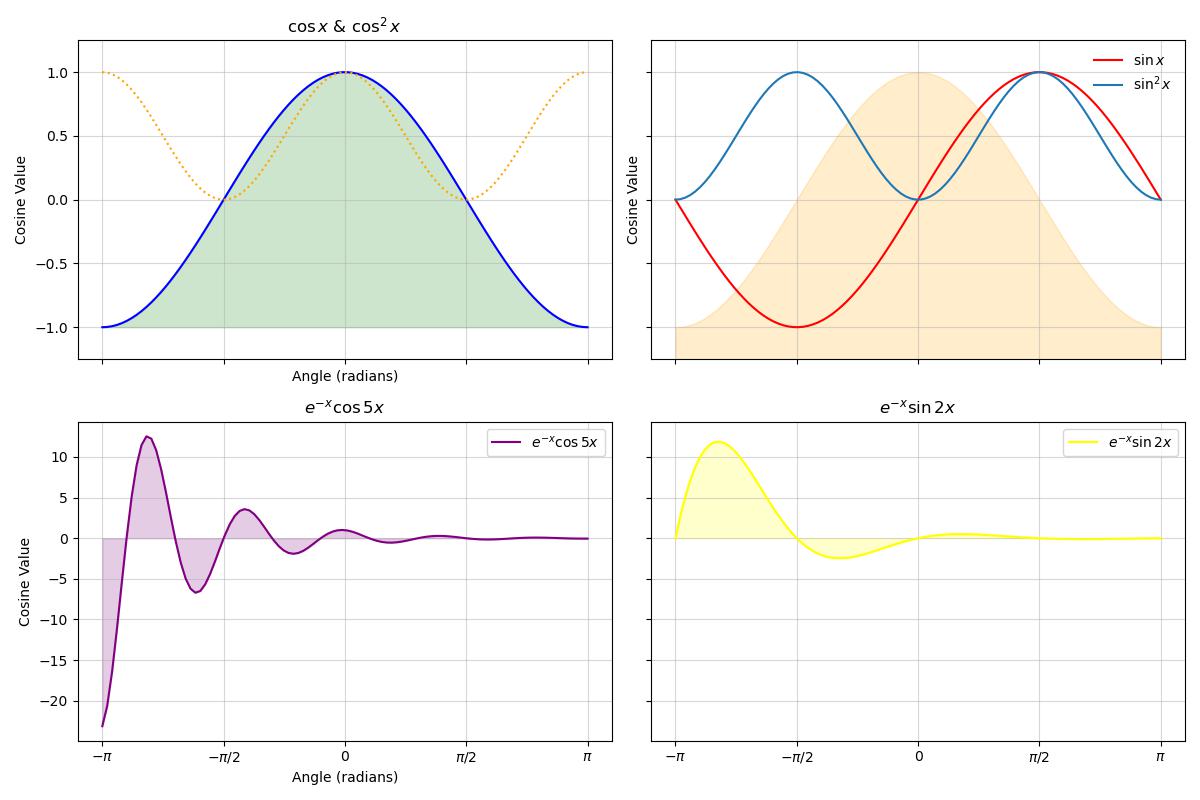 cos x & cos² x
Cosine Value
1.0
0.5
0.0
−0.5
−1.0
Angle (radians)
Cosine Value
sin x
sin² x
e⁻ˣ cos 5x
Cosine Value
10
5
0
−5
−10
−15
−20
e⁻ˣ cos 5x
−π
−π/2
0
π/2
π
Angle (radians)
e⁻ˣ sin 2x
e⁻ˣ sin 2x
−π
−π/2
0
π/2
π